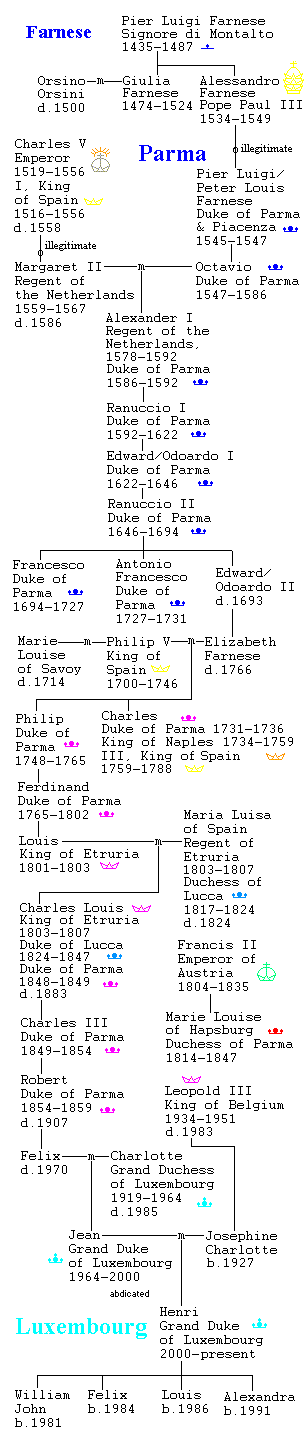 Farnese
Pier Luigi Farnese
Signore di Montalto
1435-1487
Orsino
Orsini
d.1500
m
Giulia
Farnese
1474-1524
Alessandro
Farnese
Pope Paul III
1534-1549
Charles V
Emperor
1519-1556
I, King
of Spain
1516-1556
d.1558
illegitimate
Parma
illegitimate
Pier Luigi/
Peter Louis
Farnese
Duke of Parma
& Piacenza
1545-1547
Margaret II
Regent of
the Netherlands
1559-1567
d.1586
m
Octavio
Duke of Parma
1547-1586
Alexander I
Regent of the
Netherlands,
1578-1592
Duke of Parma
1586-1592
Ranuccio I
Duke of Parma
1592-1622
Edward/Odoardo I
Duke of Parma
1622-1646
Ranuccio II
Duke of Parma
1646-1694
Francesco
Duke of
Parma
1694-1727
Antonio
Francesco
Duke of
Parma
1727-1731
Edward/
Odoardo II
d.1693
Marie
Louise
of Savoy
d.1714
m
Philip V
King of
Spain
1700-1746
m
Elizabeth
Farnese
d.1766
Philip
Duke of
Parma
1748-1765
Charles
Duke of Parma 1731-1736
King of Naples 1734-1759
III, King of Spain
1759-1788
Ferdinand
Duke of Parma
1765-1802
Louis
King of Etruria
1801-1803
m
Maria Luisa
of Spain
Regent of
Etruria
1803-1807
Duchess of
Lucca
1817-1824
d.1824
Charles Louis
King of Etruria
1803-1807
Duke of Lucca
1824-1847
Duke of Parma
1848-1849
d.1883
Francis II
Emperor of
Austria
1804-1835
Charles III
Duke of Parma
1849-1854
Marie Louise
of Hapsburg
Duchess of Parma
1814-1847
Robert
Duke of Parma
1854-1859
d.1907
Leopold III
King of Belgium
1934-1951
d.1983
Felix
d.1970
m
Charlotte
Grand Duchess
of Luxembourg
1919-1964
d.1985
Jean
Grand Duke
of Luxembourg
1964-2000
abdicated
m
Josephine
Charlotte
b.1927
Luxembourg
Henri
Grand Duke
of Luxembourg
2000-present
William
John
b.1981
Felix
b.1984
Louis
b.1986
Alexandra
b.1991